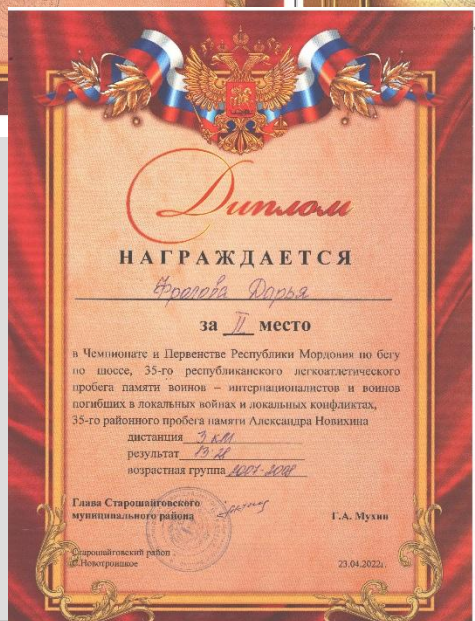 Диплом
НАГРАЖДАЕТСЯ
Фролова Дарья
за II место
в Чемпионате и Первенстве Республики Мордовия по бегу
по шоссе, 35-го республиканского легкоатлетического
пробега памяти воинов – интернационалистов и воинов
погибших в локальных войнах и локальных конфликтах,
35-го районного пробега памяти Александра Новихина
дистанция 3 км
результат 13:28
возрастная группа 2007-2008
Глава Старошайговского
муниципального района Г.А. Мухин
Старошайговский район
с.Новотроицкое 23.04.2022г.